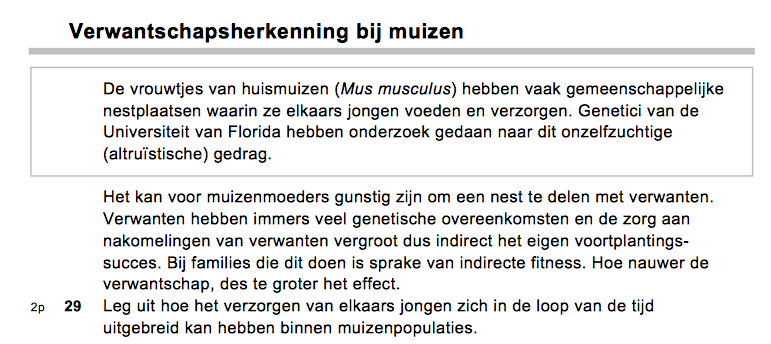 Verwantschapsherkenning bij muizen
De vrouwtjes van huismuizen (Mus musculus) hebben vaak gemeenschappelijke
nestplaatsen waarin ze elkaars jongen voeden en verzorgen. Genetici van de
Universiteit van Florida hebben onderzoek gedaan naar dit onzelfzuchtige
(altruïstische) gedrag.
Het kan voor muizenmoeders gunstig zijn om een nest te delen met verwanten.
Verwanten hebben immers veel genetische overeenkomsten en de zorg aan
nakomelingen van verwanten vergroot dus indirect het eigen voortplantings-
succes. Bij families die dit doen is sprake van indirecte fitness. Hoe nauwer de
verwantschap, des te groter het effect.
2p 29 Leg uit hoe het verzorgen van elkaars jongen zich in de loop van de tijd
uitgebreid kan hebben binnen muizenpopulaties.